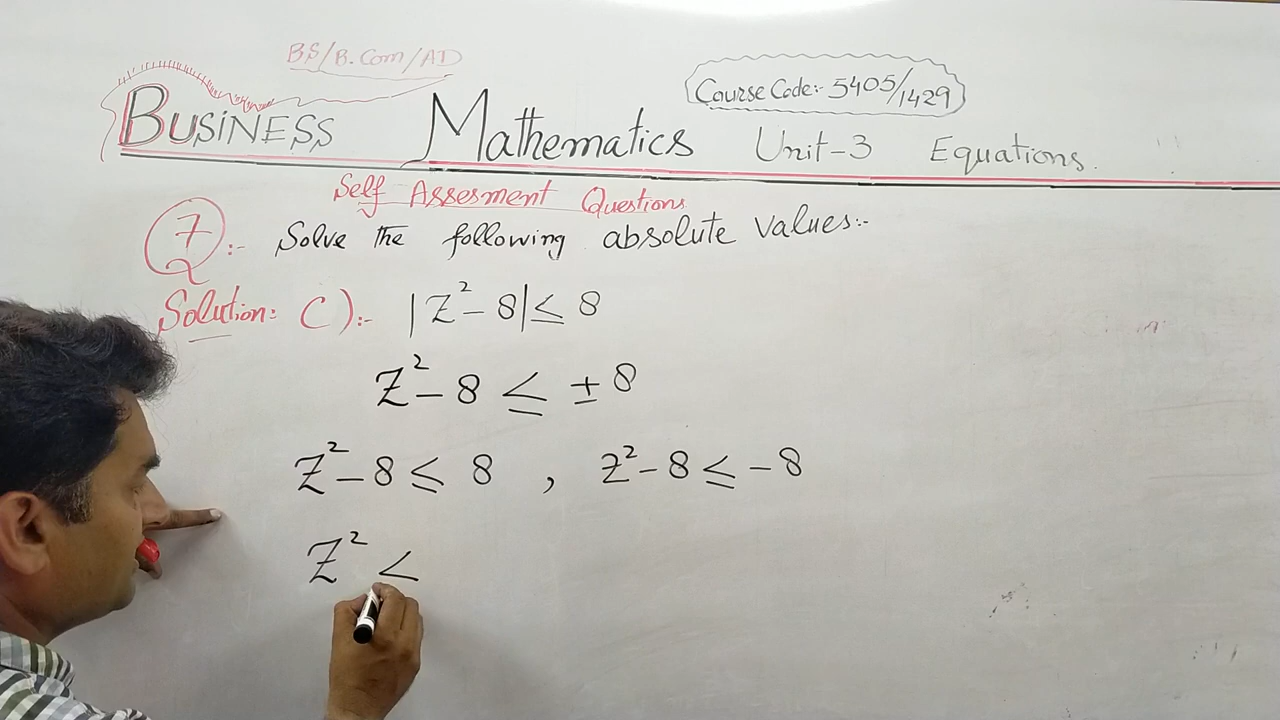 BS/B.Com/AD
Course Code:- 5405/1429
BUSiNESS Mathematics Unit-3 Equations.
Self Assesment Questions
Q7:- Solve the following absolute values:-
Solution: C):- |Z²-8| ≤ 8
Z²-8 ≤ ±8
Z²-8 ≤ 8 , Z²-8 ≤ -8
Z² <